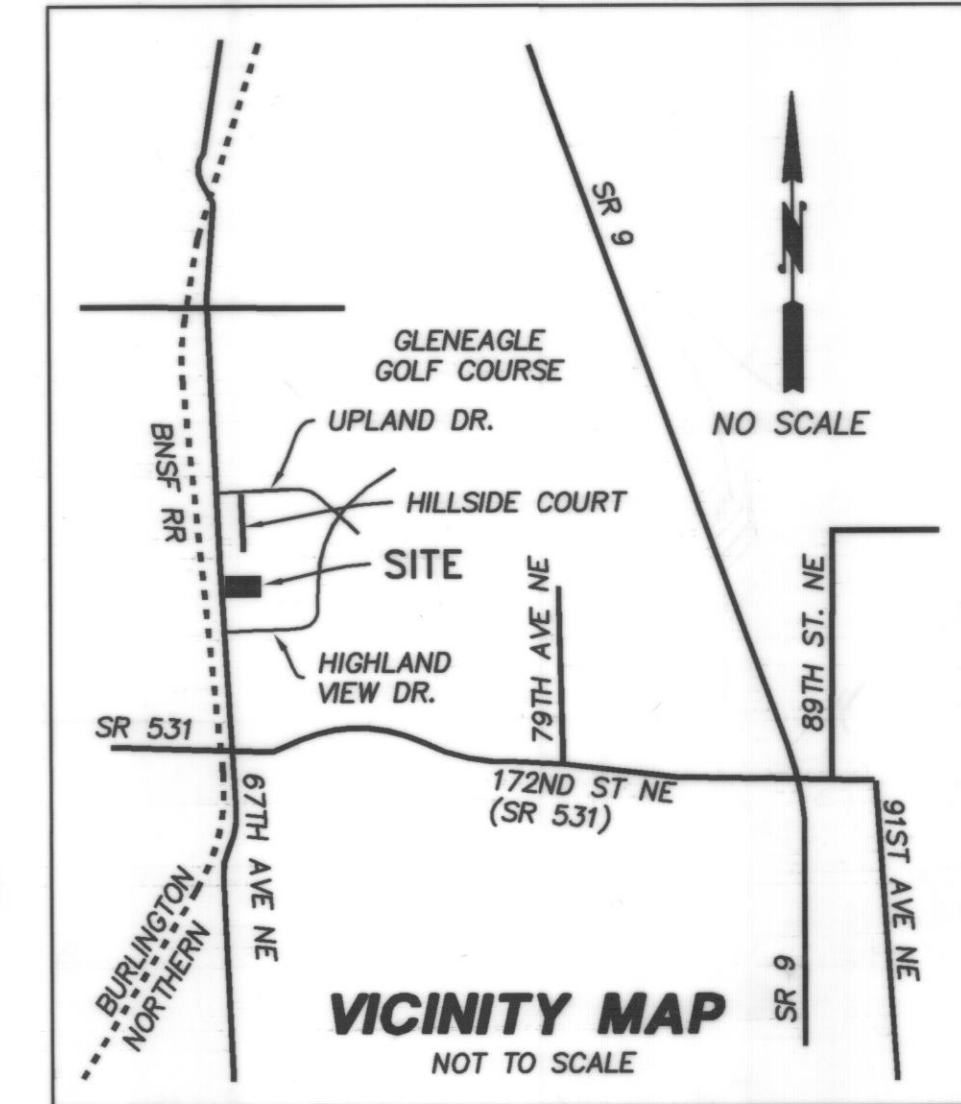 SR 9
GLENEAGLE
GOLF COURSE
UPLAND DR.
N
NO SCALE
BNSF RR
HILLSIDE COURT
SITE
79TH AVE NE
89TH ST. NE
HIGHLAND
VIEW DR.
SR 531
172ND ST NE
(SR 531)
67TH AVE NE
91ST AVE NE
BURLINGTON
NORTHERN
SR 9
VICINITY MAP
NOT TO SCALE